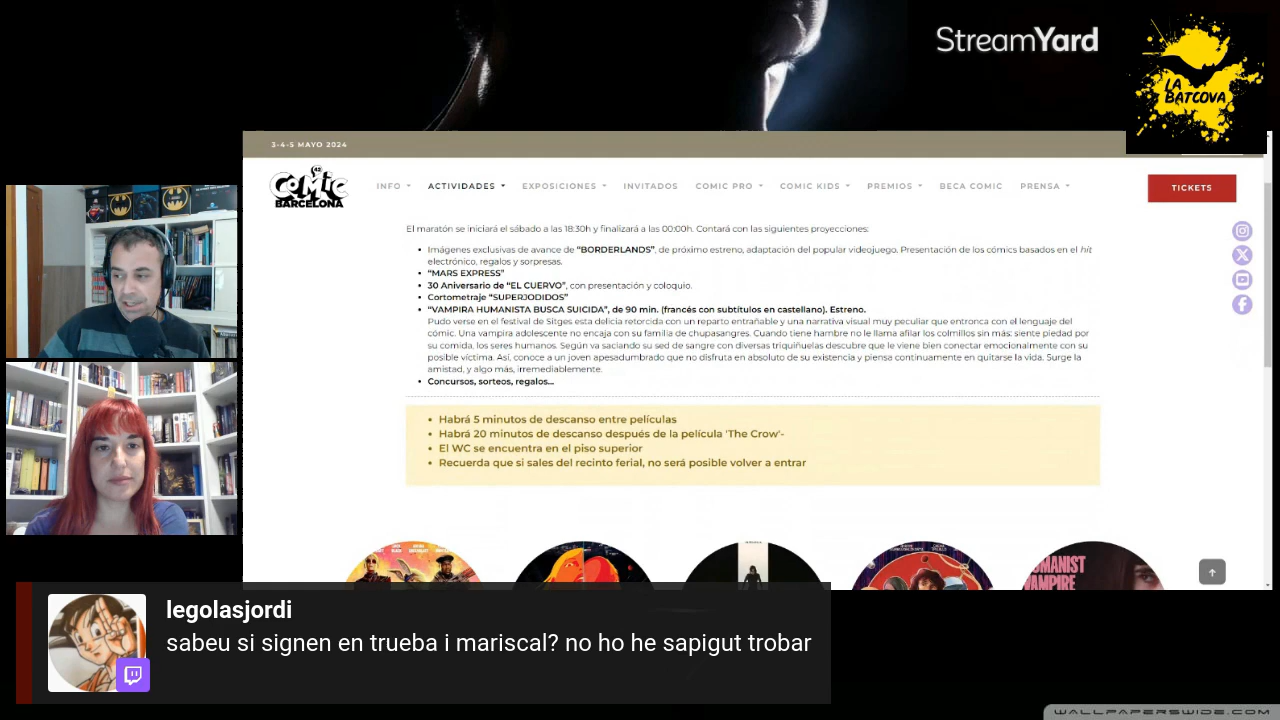 StreamYard
LA
BATCOVA
3-4-5 MAYO 2024
42
COMIC
BARCELONA
INFO
ACTIVIDADES
EXPOSICIONES
INVITADOS
COMIC PRO
COMIC KIDS
PREMIOS
BECA COMIC
PRENSA
TICKETS
El maratón se iniciará el sábado a las 18:30h y finalizará a las 00:00h. Contará con las siguientes proyecciones:
• Imágenes exclusivas de avance de “BORDERLANDS”, de próximo estreno, adaptación del popular videojuego. Presentación de los cómics basados en el hit
electrónico, regalos y sorpresas.
• “MARS EXPRESS”
• 30 Aniversario de “EL CUERVO”, con presentación y coloquio.
• Cortometraje “SUPERJODIDOS”
• “VAMPIRA HUMANISTA BUSCA SUICIDA”, de 90 min. (francés con subtítulos en castellano). Estreno.
Pudo verse en el festival de Sitges esta delicia retorcida con un reparto entrañable y una narrativa visual muy peculiar que entronca con el lenguaje del
cómic. Una vampira adolescente no encaja con su familia de chupasangres. Cuando tiene hambre no le llama afilar los colmillos sin más: siente piedad por
su comida, los seres humanos. Según va saciando su sed de sangre con diversas triquiñuelas descubre que le viene bien conectar emocionalmente con su
posible víctima. Así, conoce a un joven apesadumbrado que no disfruta en absoluto de su existencia y piensa continuamente en quitarse la vida. Surge la
amistad, y algo más, irremediablemente.
• Concursos, sorteos, regalos...
• Habrá 5 minutos de descanso entre películas
• Habrá 20 minutos de descanso después de la película 'The Crow'-
• El WC se encuentra en el piso superior
• Recuerda que si sales del recinto ferial, no será posible volver a entrar
HUMANIST
VAMPIRE
legolasjordi
sabeu si signen en trueba i mariscal? no ho he sapigut trobar
WALLPAPERSWIDE.COM